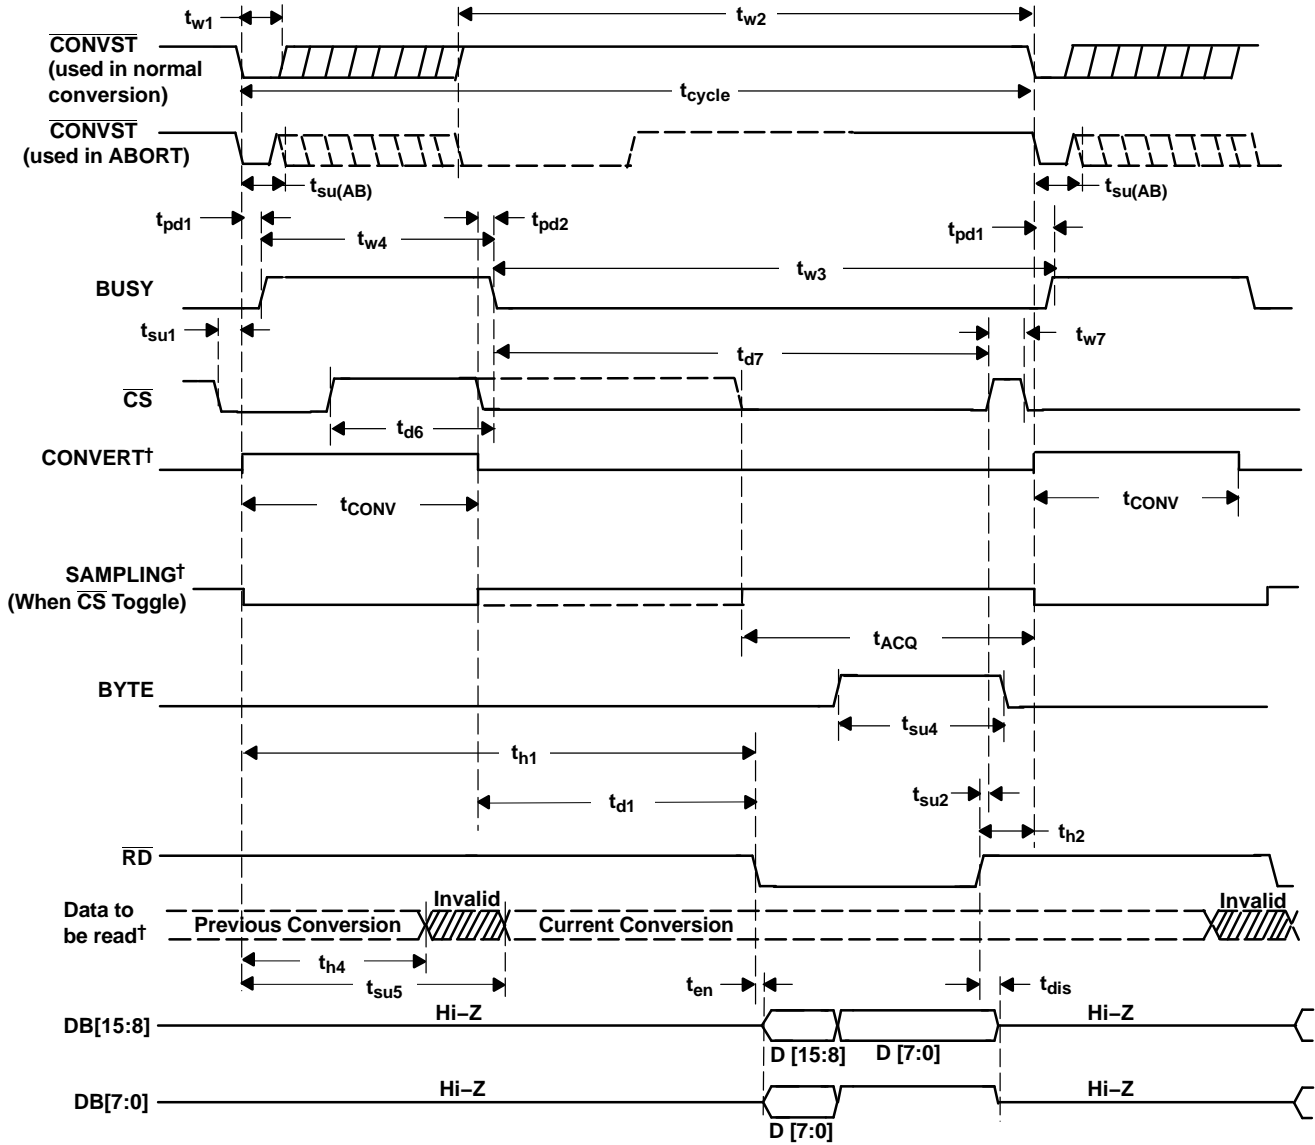 tw1
tw2
CONVST
(used in normal
conversion)
tcycle
CONVST
(used in ABORT)
tsu(AB)
tsu(AB)
tpd1
tpd2
tpd1
tw4
tw3
BUSY
tsu1
tw7
td7
CS
td6
CONVERT†
tCONV
tCONV
SAMPLING†
(When CS Toggle)
tACQ
BYTE
tsu4
th1
tsu2
td1
th2
RD
Invalid
Invalid
Data to
be read†
Previous Conversion
Current Conversion
th4
tsu5
ten
tdis
Hi–Z
Hi–Z
DB[15:8]
D [15:8]
D [7:0]
Hi–Z
Hi–Z
DB[7:0]
D [7:0]